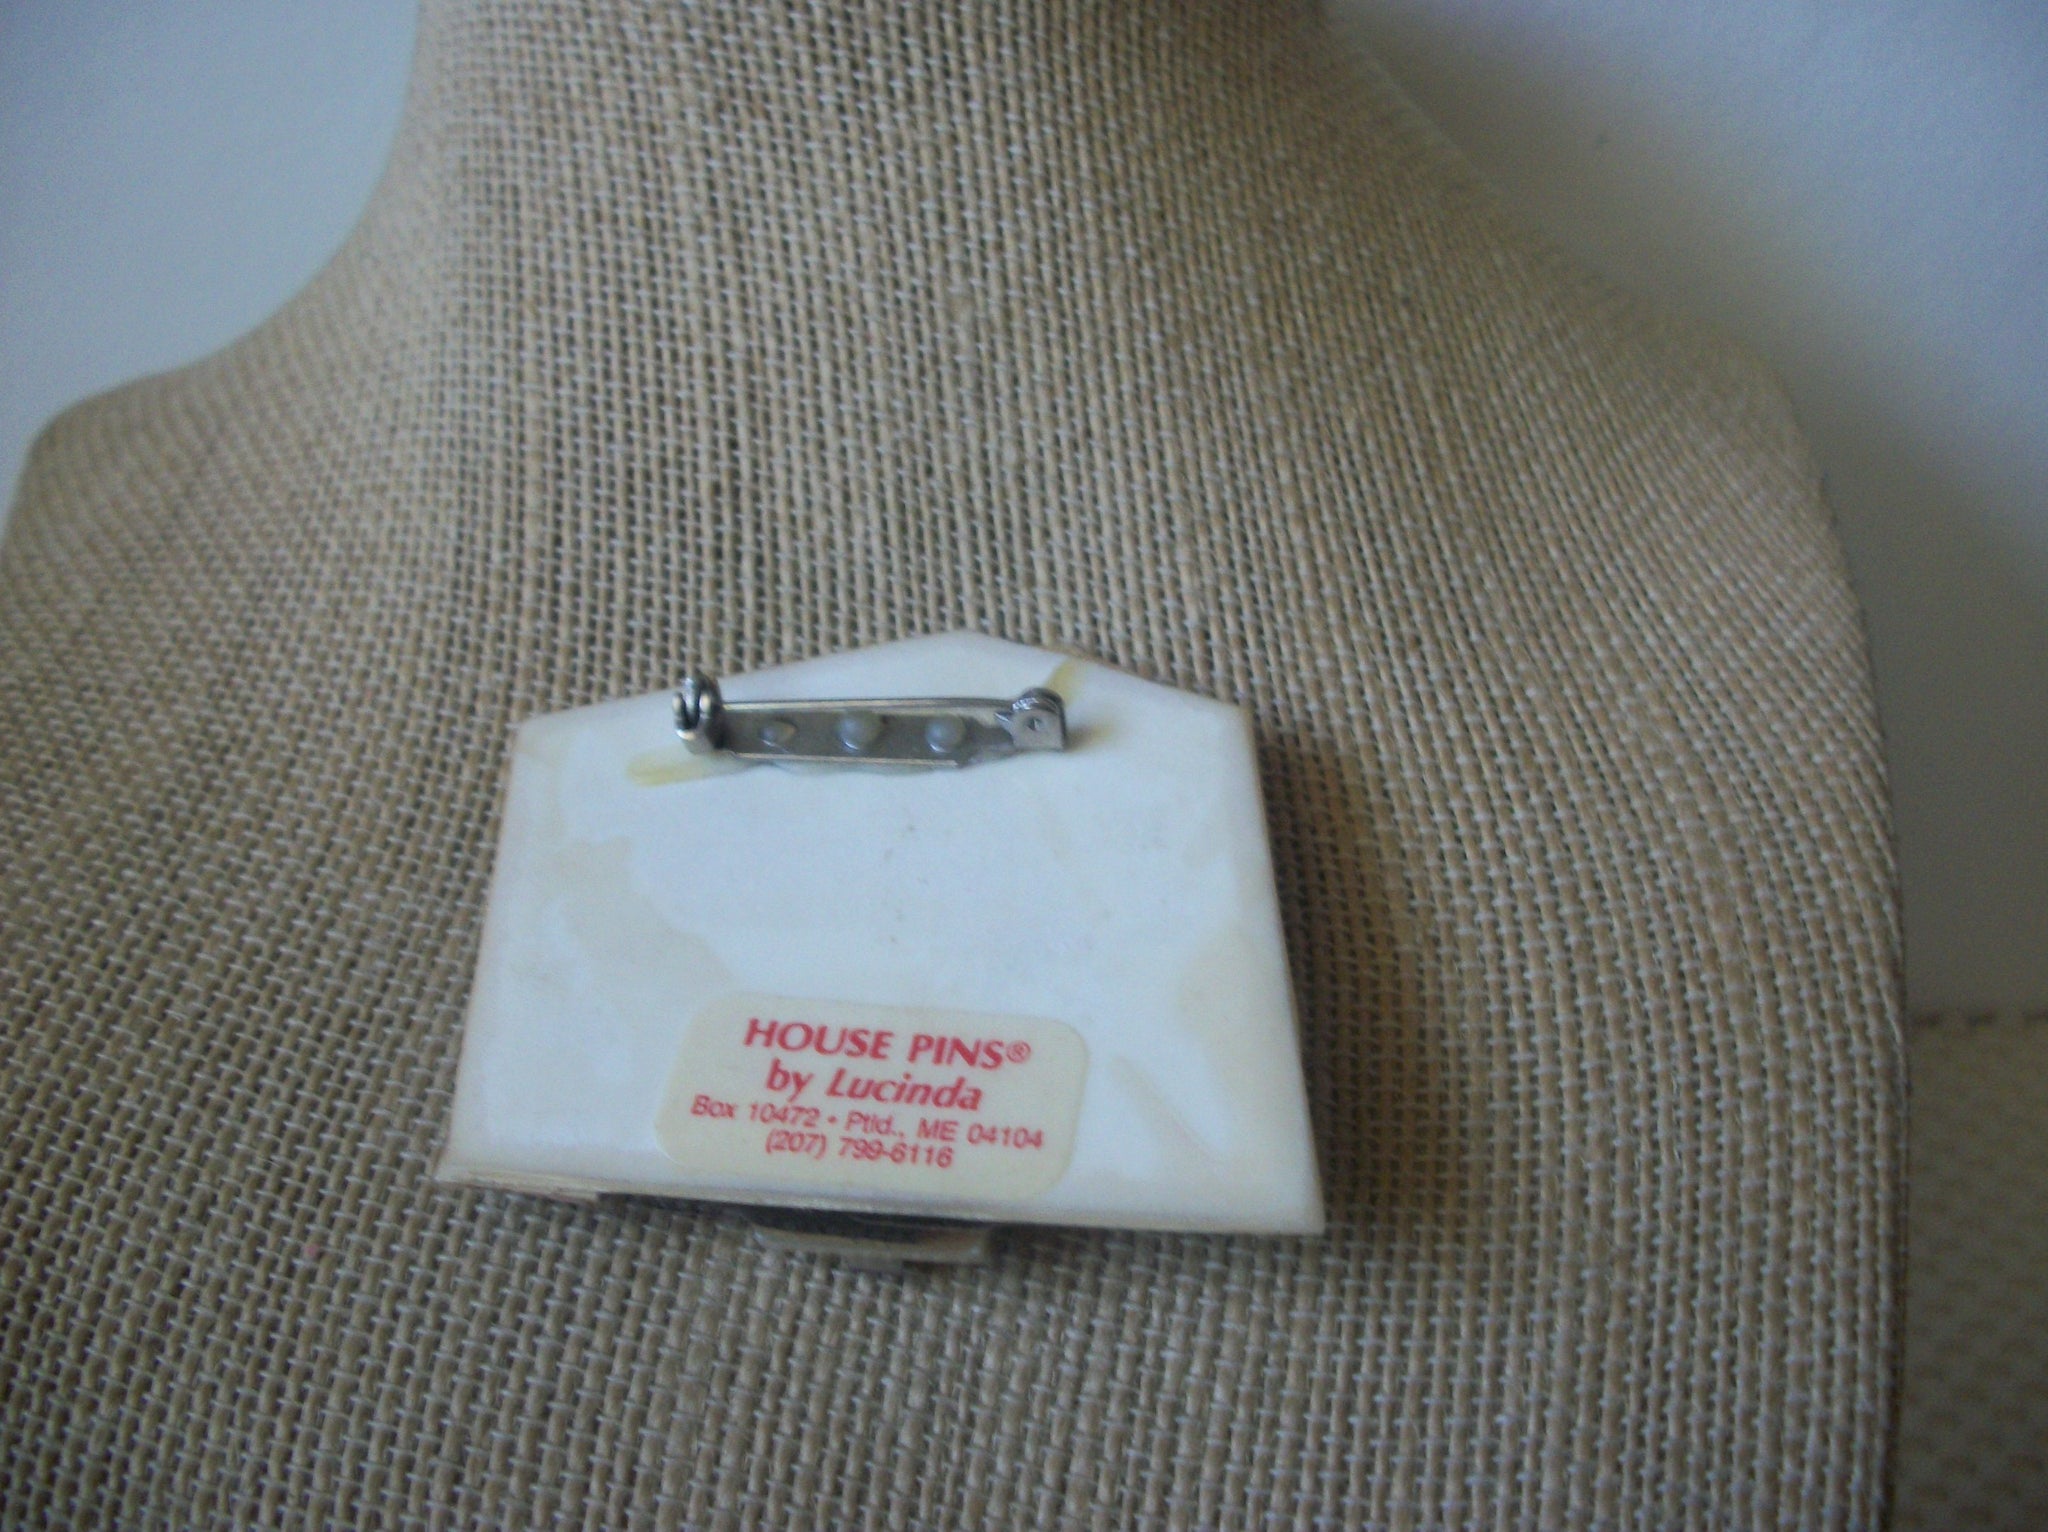 HOUSE PINS®
by Lucinda
Box 10472 • Ptld., ME 04104
(207) 799-6116